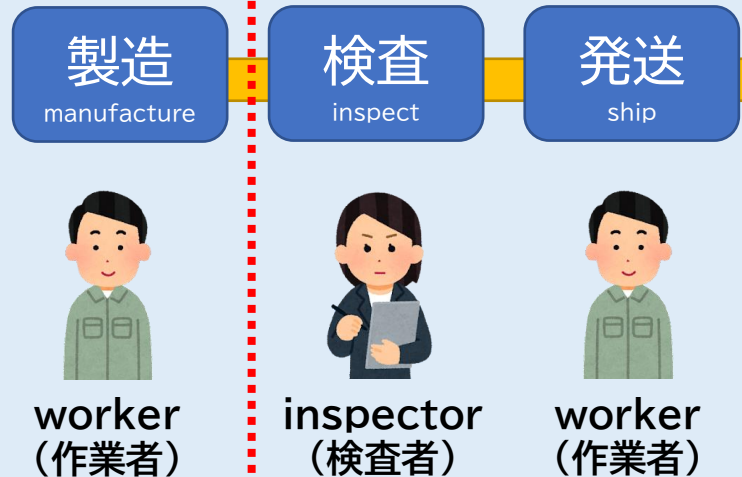 製造
manufacture
検査
inspect
発送
ship
worker
（作業者）
inspector
（検査者）
worker
（作業者）